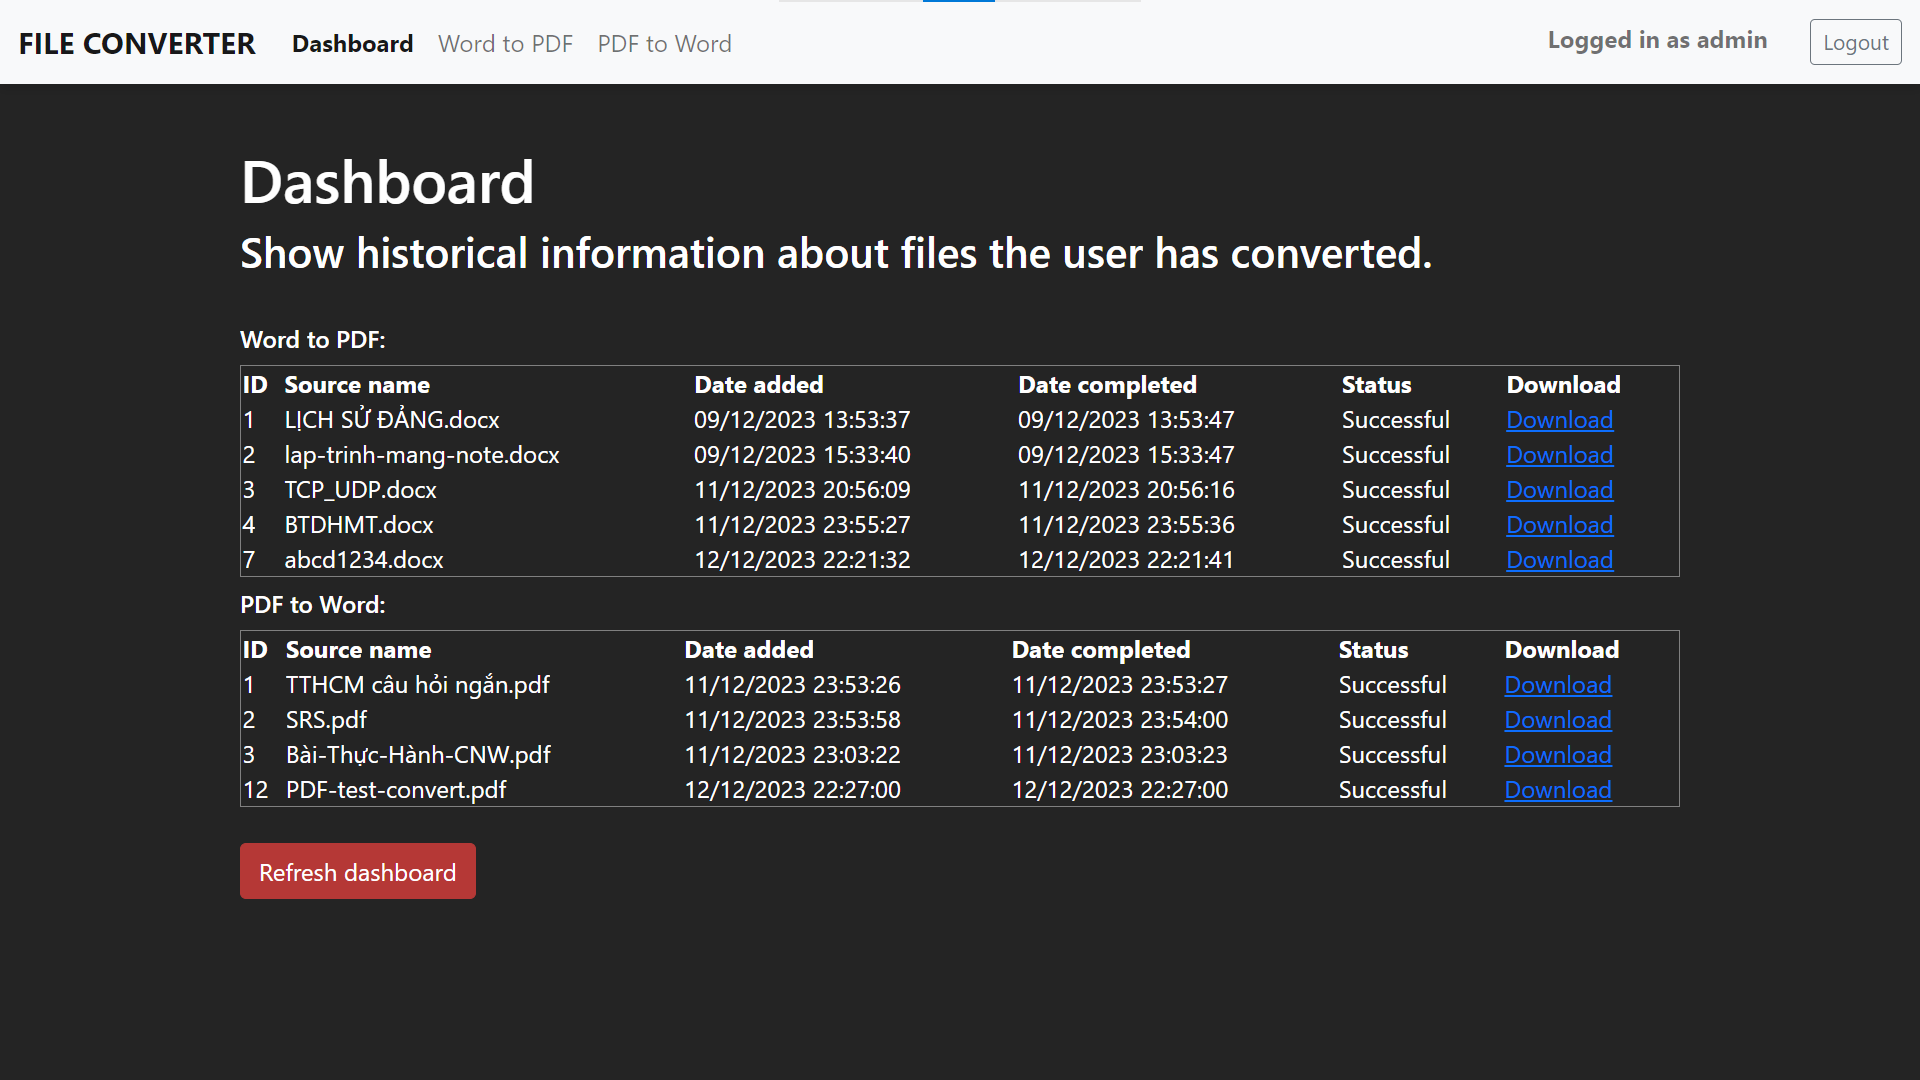 FILE CONVERTER Dashboard Word to PDF PDF to Word Logged in as admin Logout
Dashboard
Show historical information about files the user has converted.
Word to PDF:
ID Source name Date added Date completed Status Download
1 LỊCH SỬ ĐẢNG.docx 09/12/2023 13:53:37 09/12/2023 13:53:47 Successful Download
2 lap-trinh-mang-note.docx 09/12/2023 15:33:40 09/12/2023 15:33:47 Successful Download
3 TCP_UDP.docx 11/12/2023 20:56:09 11/12/2023 20:56:16 Successful Download
4 BTDHMT.docx 11/12/2023 23:55:27 11/12/2023 23:55:36 Successful Download
7 abcd1234.docx 12/12/2023 22:21:32 12/12/2023 22:21:41 Successful Download
PDF to Word:
ID Source name Date added Date completed Status Download
1 TTHCM câu hỏi ngắn.pdf 11/12/2023 23:53:26 11/12/2023 23:53:27 Successful Download
2 SRS.pdf 11/12/2023 23:53:58 11/12/2023 23:54:00 Successful Download
3 Bài-Thực-Hành-CNW.pdf 11/12/2023 23:03:22 11/12/2023 23:03:23 Successful Download
12 PDF-test-convert.pdf 12/12/2023 22:27:00 12/12/2023 22:27:00 Successful Download
Refresh dashboard